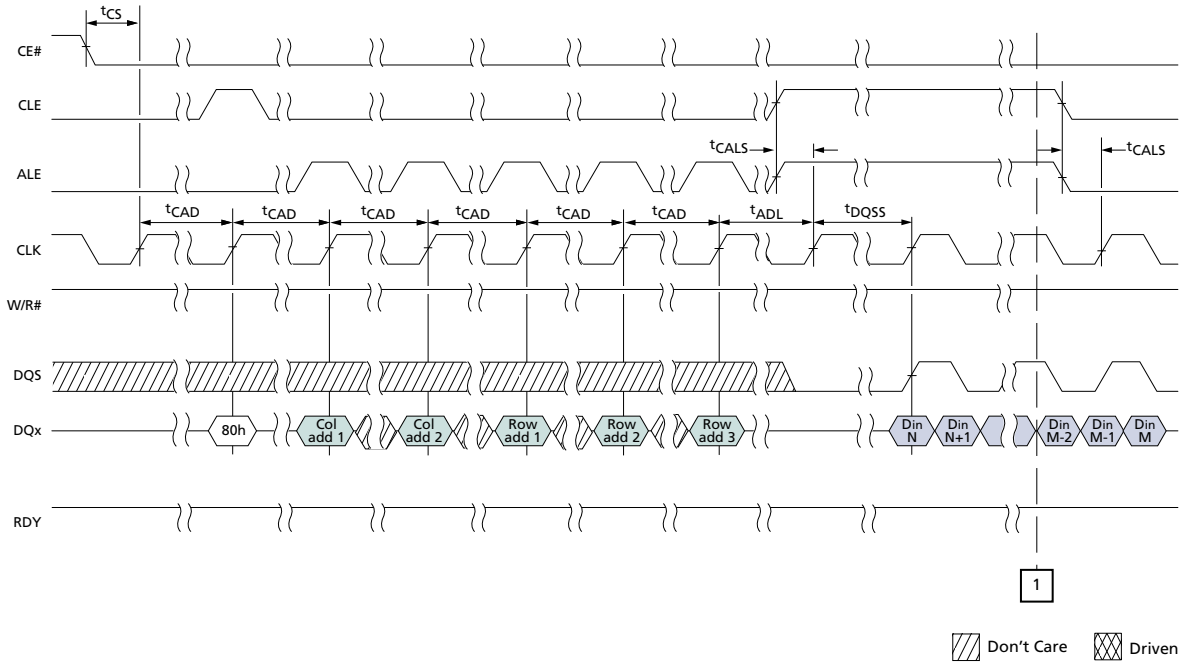 tCS
CE#
CLE
tCALS
tCALS
ALE
tCAD
tCAD
tCAD
tCAD
tCAD
tCAD
tADL
tDQSS
CLK
W/R#
DQS
DQx
80h
Col
add 1
Col
add 2
Row
add 1
Row
add 2
Row
add 3
Din
N
Din
N+1
Din
M-2
Din
M-1
Din
M
RDY
1
Don't Care
Driven